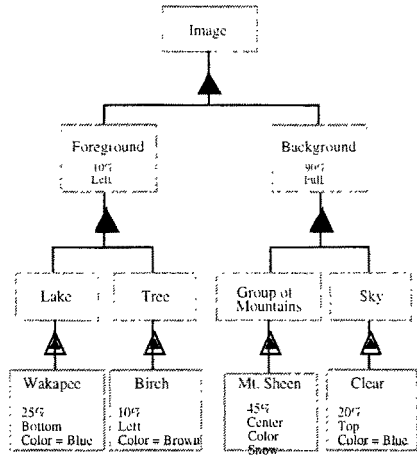 Image
Foreground
10%
Left
Background
90%
Full
Lake
Tree
Group of
Mountains
Sky
Wakapee
25%
Bottom
Color = Blue
Birch
10%
Left
Color = Brown
Mt. Sheen
45%
Center
Color
Snow
Clear
20%
Top
Color = Blue